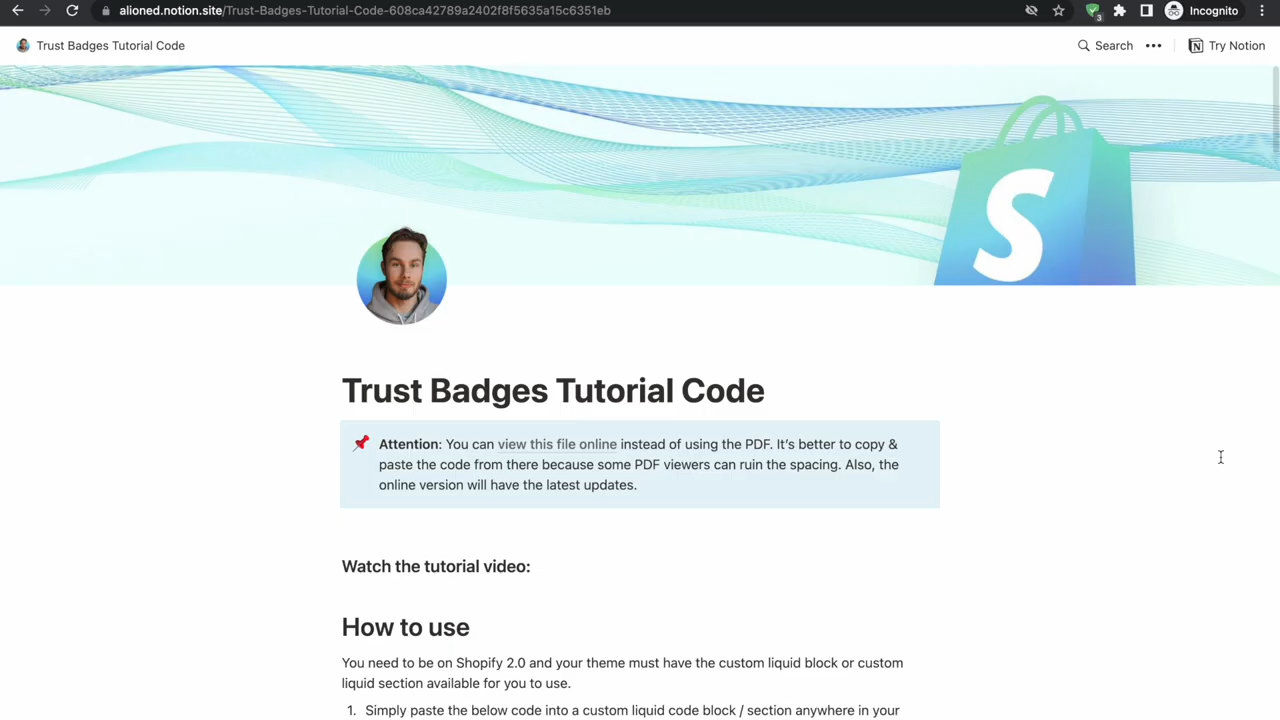 alioned.notion.site/Trust-Badges-Tutorial-Code-608ca42789a2402f8f5635a15c6351eb
3
Incognito
Trust Badges Tutorial Code
Search
Try Notion
S
Trust Badges Tutorial Code
Attention: You can view this file online instead of using the PDF. It's better to copy &
paste the code from there because some PDF viewers can ruin the spacing. Also, the
online version will have the latest updates.
Watch the tutorial video:
How to use
You need to be on Shopify 2.0 and your theme must have the custom liquid block or custom
liquid section available for you to use.
1. Simply paste the below code into a custom liquid code block / section anywhere in your